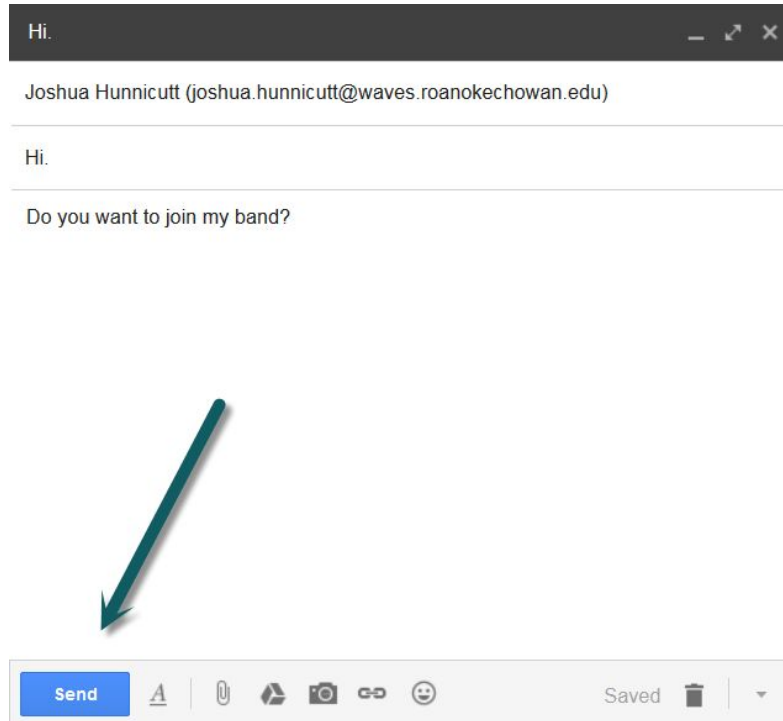 Hi.
Joshua Hunnicutt (joshua.hunnicutt@waves.roanokechowan.edu)
Hi.
Do you want to join my band?
Send A Saved